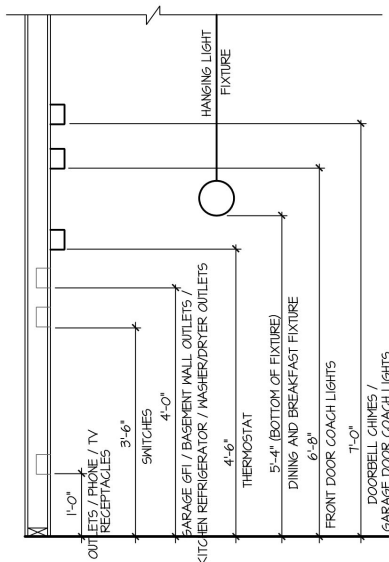 HANGING LIGHT
FIXTURE
1'-0"
OUTLETS / PHONE / TV
RECEPTACLES
3'-6"
SWITCHES
4'-0"
GARAGE GFI / BASEMENT WALL OUTLETS /
KITCHEN REFRIGERATOR / WASHER/DRYER OUTLETS
4'-6"
THERMOSTAT
5'-4" (BOTTOM OF FIXTURE)
DINING AND BREAKFAST FIXTURE
6'-8"
FRONT DOOR COACH LIGHTS
7'-0"
DOORBELL CHIMES /
GARAGE DOOR COACH LIGHTS